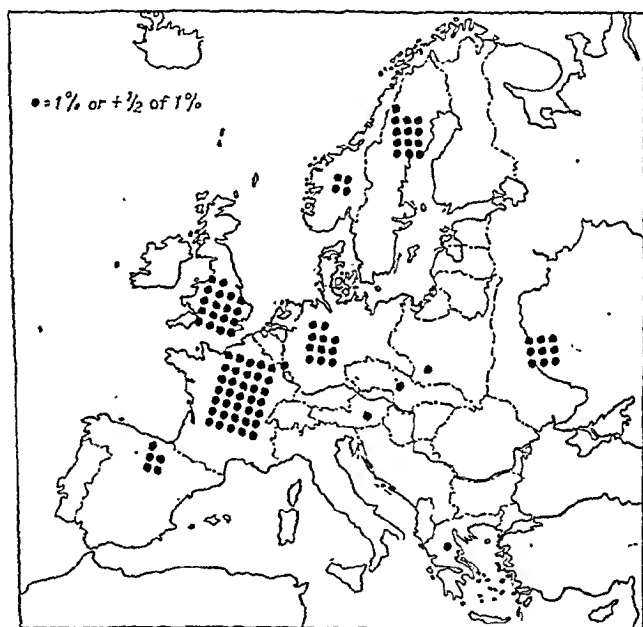 ● = 1% or + ½ of 1%